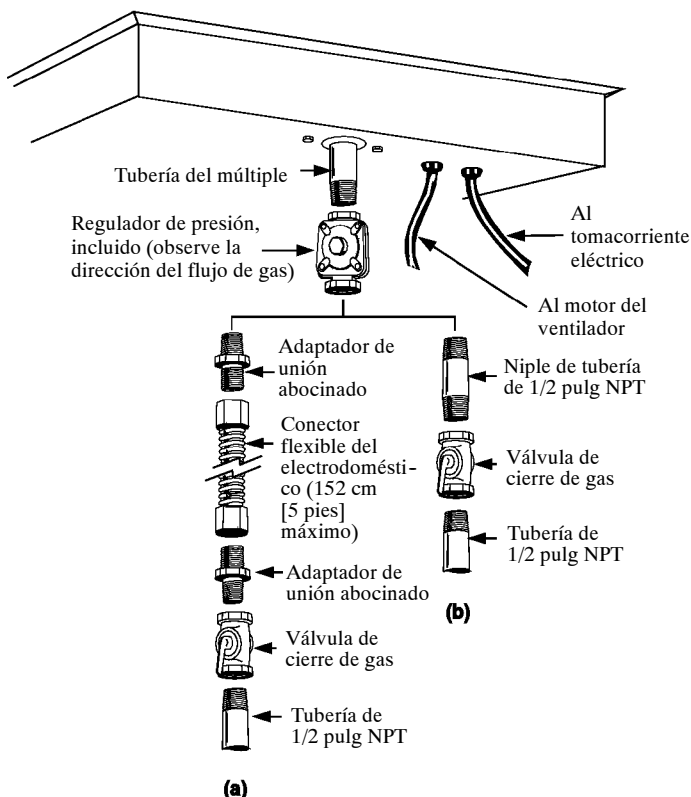 Tubería del múltiple
Regulador de presión,
incluido (observe la
dirección del flujo de gas)
Al
tomacorriente
eléctrico
Al motor del
ventilador
Adaptador de
unión
abocinado
Conector
flexible del
electrodomésti-
co (152 cm
[5 pies]
máximo)
Adaptador de
unión abocinado
Válvula de
cierre de gas
Tubería de
1/2 pulg NPT
(a)
Niple de tubería
de 1/2 pulg NPT
Válvula de
cierre de gas
Tubería de
1/2 pulg NPT
(b)